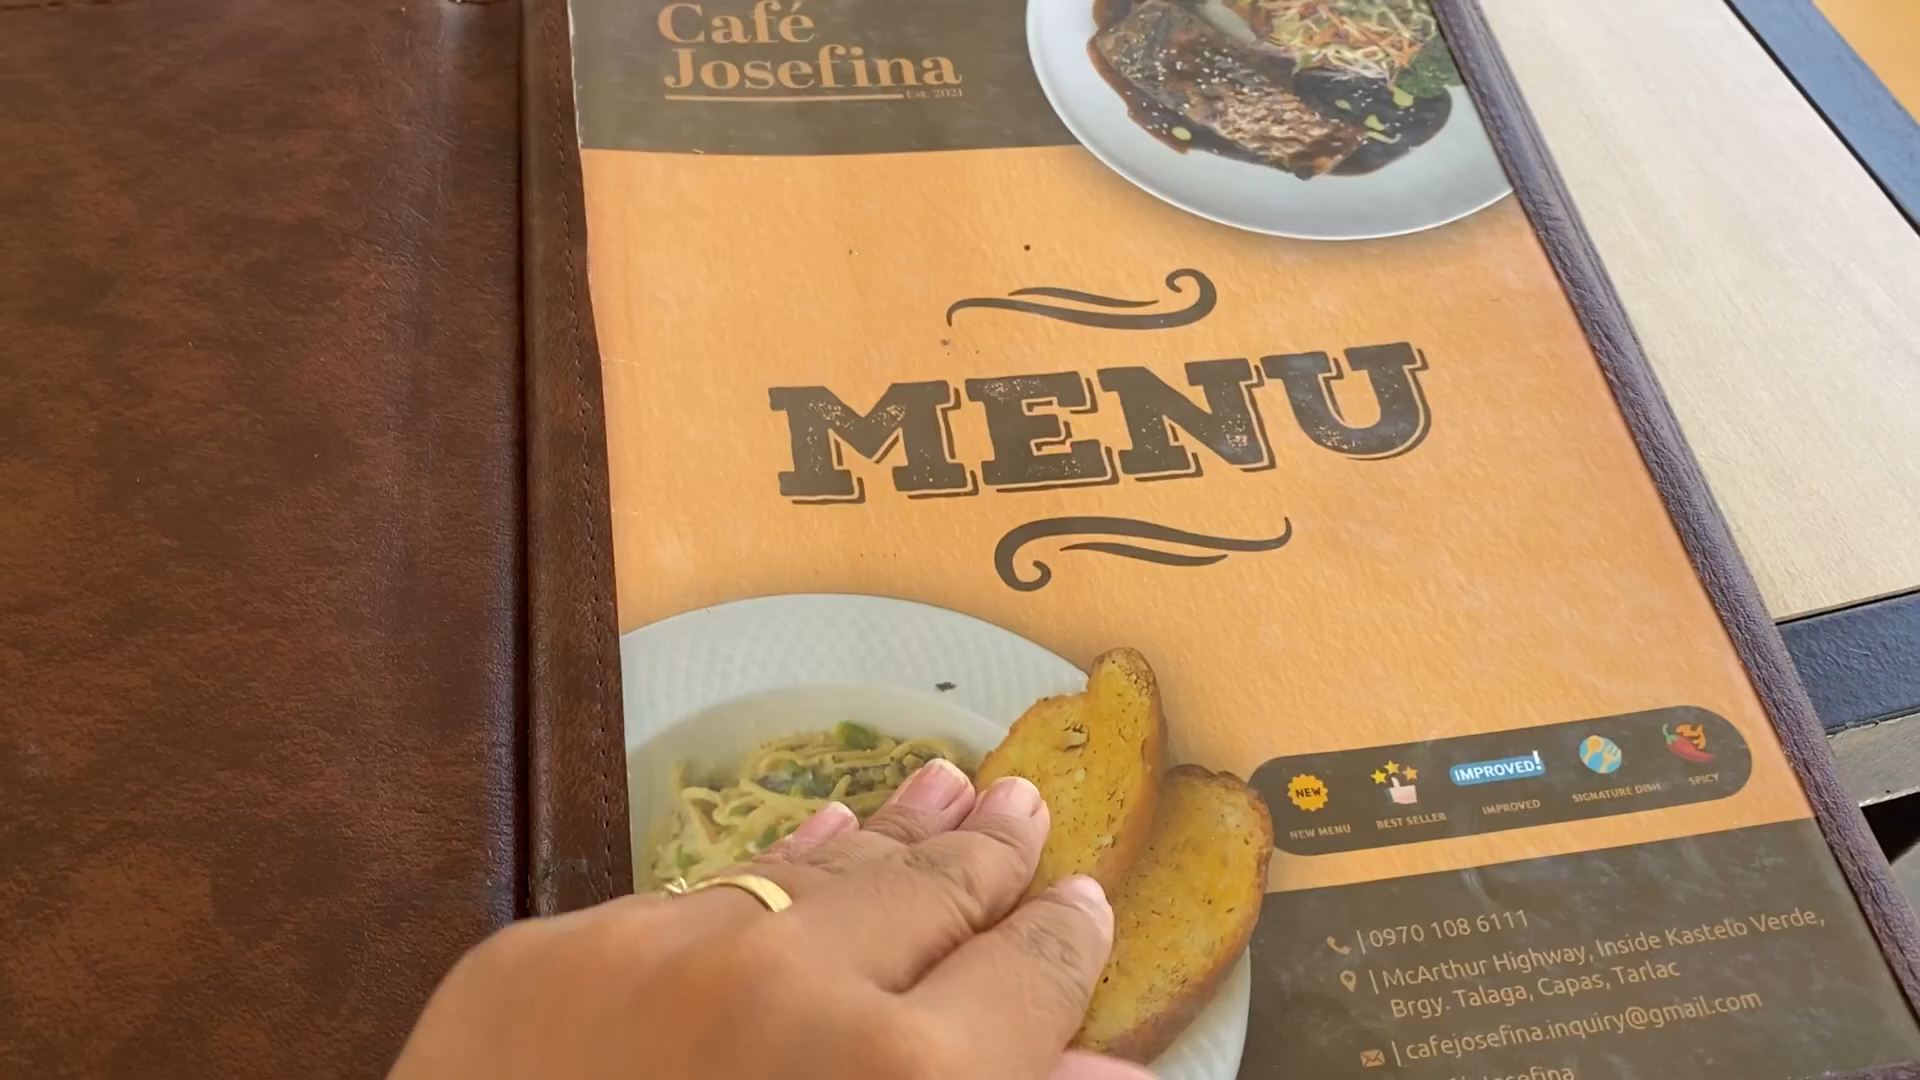 Café
Josefina
Est. 2021
MENU
NEW
IMPROVED!
NEW MENU
BEST SELLER
IMPROVED
SIGNATURE DISH
SPICY
| 0970 108 6111
| McArthur Highway, Inside Kastelo Verde,
Brgy. Talaga, Capas, Tarlac
| cafejosefina.inquiry@gmail.com